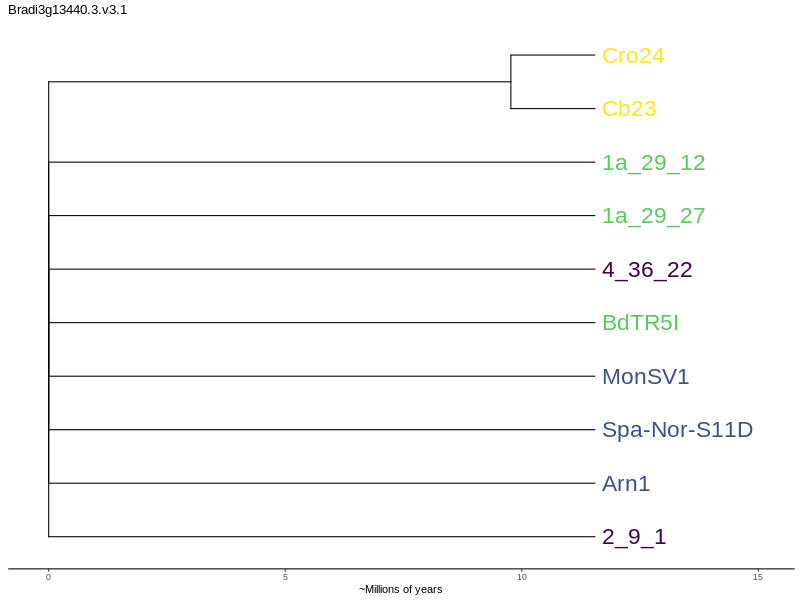 Bradi3g13440.3.v3.1
Cro24
Cb23
1a_29_12
1a_29_27
4_36_22
BdTR5I
MonSV1
Spa-Nor-S11D
Arn1
2_9_1
0 5 10 15
~Millions of years